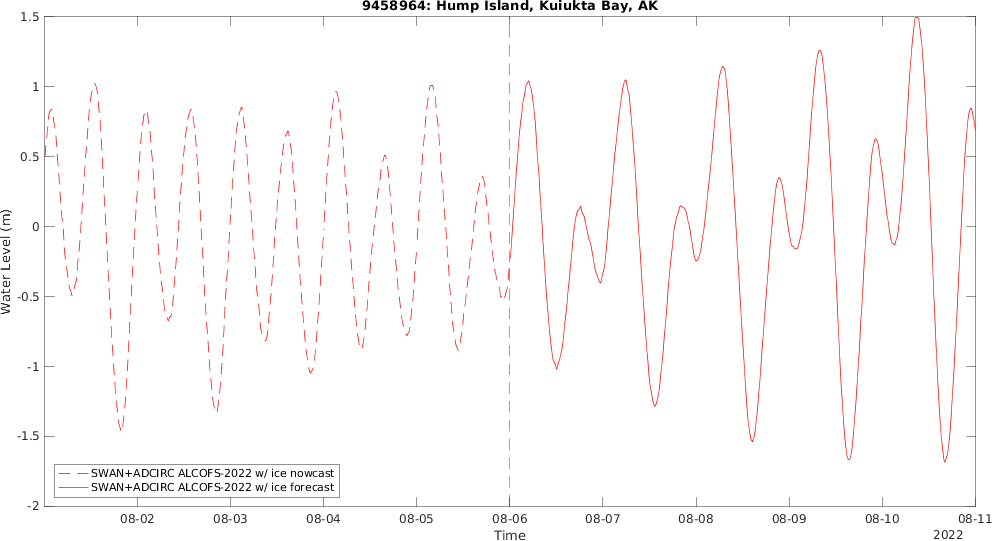 9458964: Hump Island, Kuiukta Bay, AK
1.5
1
0.5
0
-0.5
-1
-1.5
-2
Water Level (m)
SWAN+ADCIRC ALCOFS-2022 w/ ice nowcast
SWAN+ADCIRC ALCOFS-2022 w/ ice forecast
08-02 08-03 08-04 08-05 08-06 08-07 08-08 08-09 08-10 08-11
Time
2022